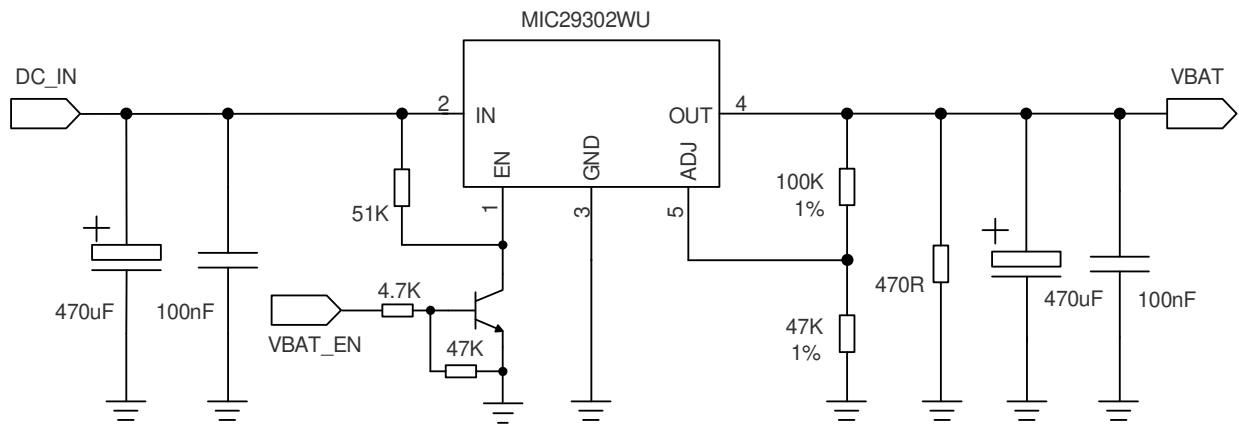 MIC29302WU
DC_IN
VBAT
2
IN
OUT
4
EN
GND
ADJ
1
3
5
51K
100K
1%
470uF
100nF
4.7K
VBAT_EN
47K
47K
1%
470R
470uF
100nF